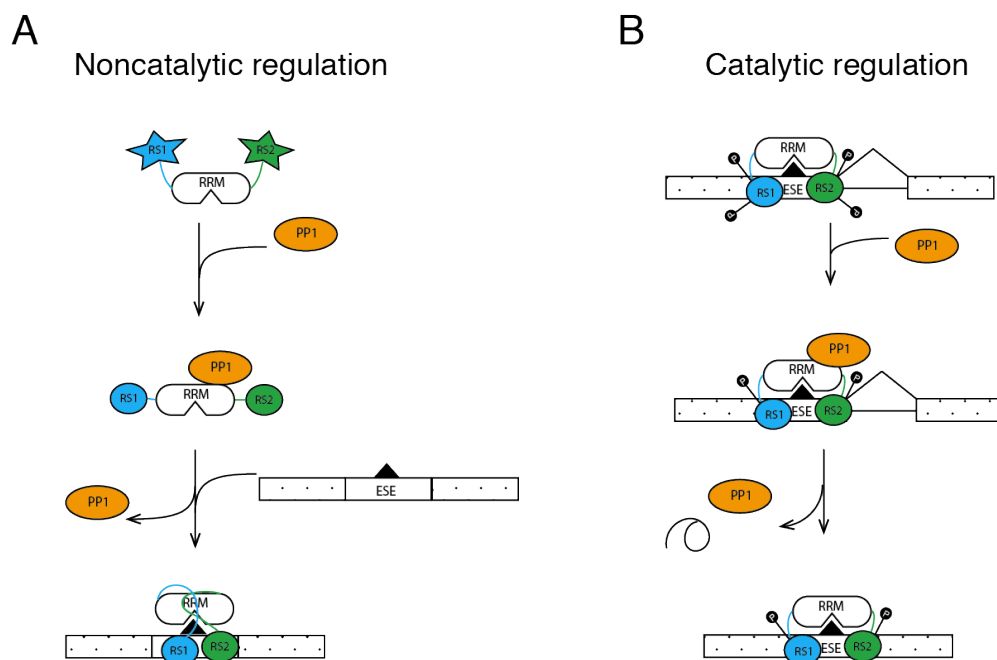 A
Noncatalytic regulation
RS1
RS2
RRM
PP1
PP1
RRM
RS1
RS2
PP1
ESE
RRM
RS1
RS2
B
Catalytic regulation
P
P
RRM
RS1
ESE
RS2
P
P
PP1
PP1
RRM
P
P
RS1
ESE
RS2
PP1
RRM
P
P
RS1
ESE
RS2